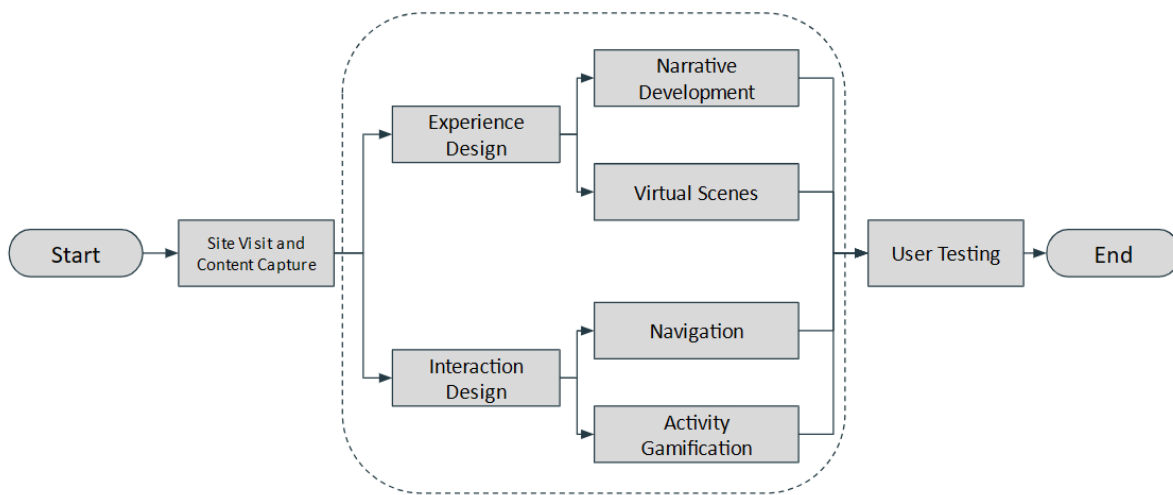 Start
Site Visit and
Content Capture
Experience
Design
Interaction
Design
Narrative
Development
Virtual Scenes
Navigation
Activity
Gamification
User Testing
End